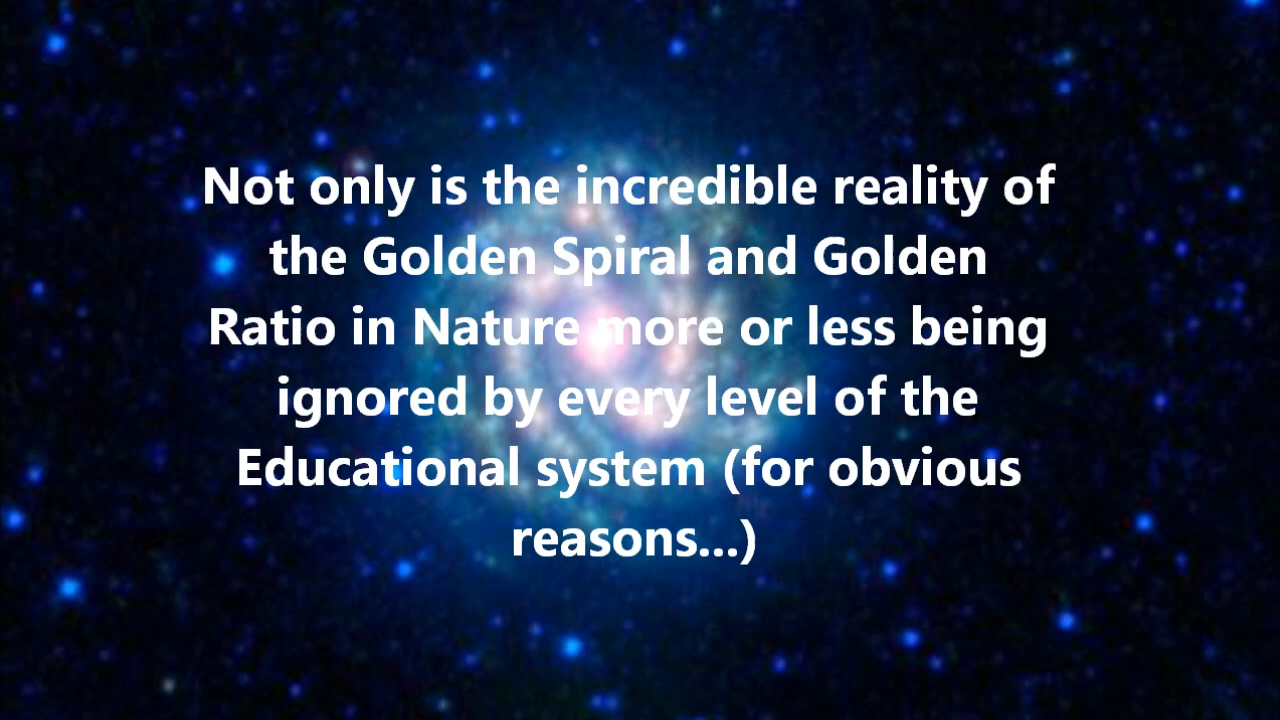 Not only is the incredible reality of
the Golden Spiral and Golden
Ratio in Nature more or less being
ignored by every level of the
Educational system (for obvious
reasons...)